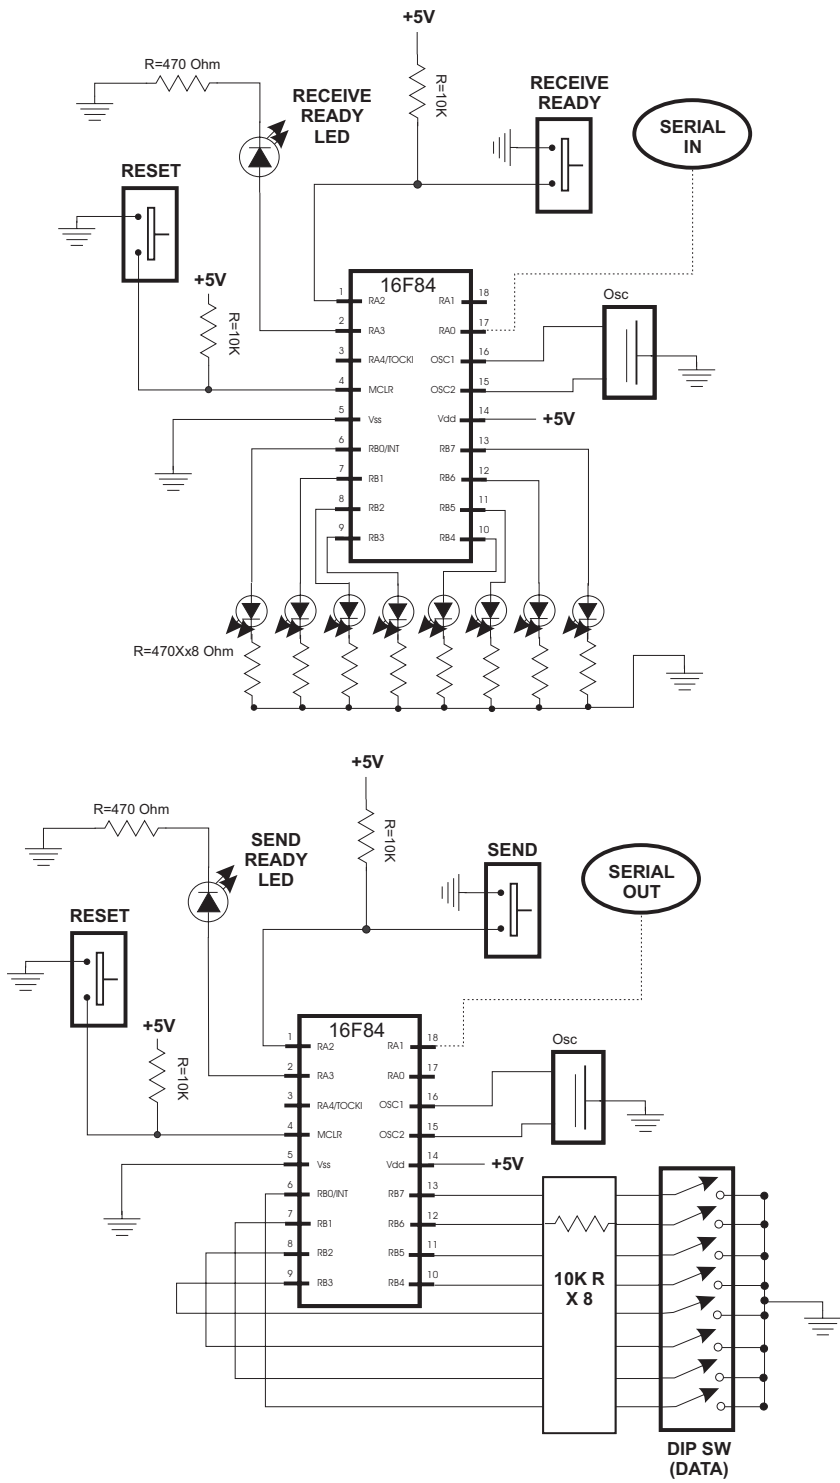 +5V
R=470 Ohm
R=10K
RECEIVE
READY
LED
RECEIVE
READY
SERIAL
IN
RESET
+5V
R=10K
16F84
Osc
1
RA2
RA1
18
2
RA3
RA0
17
3
RA4/TOCKI
OSC1
16
4
MCLR
OSC2
15
5
Vss
Vdd
14
+5V
6
RB0/INT
RB7
13
7
RB1
RB6
12
8
RB2
RB5
11
9
RB3
RB4
10
R=470Xx8 Ohm
+5V
R=470 Ohm
R=10K
SEND
READY
LED
SEND
SERIAL
OUT
RESET
+5V
R=10K
16F84
Osc
1
RA2
RA1
18
2
RA3
RA0
17
3
RA4/TOCKI
OSC1
16
4
MCLR
OSC2
15
5
Vss
Vdd
14
+5V
6
RB0/INT
RB7
13
7
RB1
RB6
12
8
RB2
RB5
11
9
RB3
RB4
10
10K R
X 8
DIP SW
(DATA)